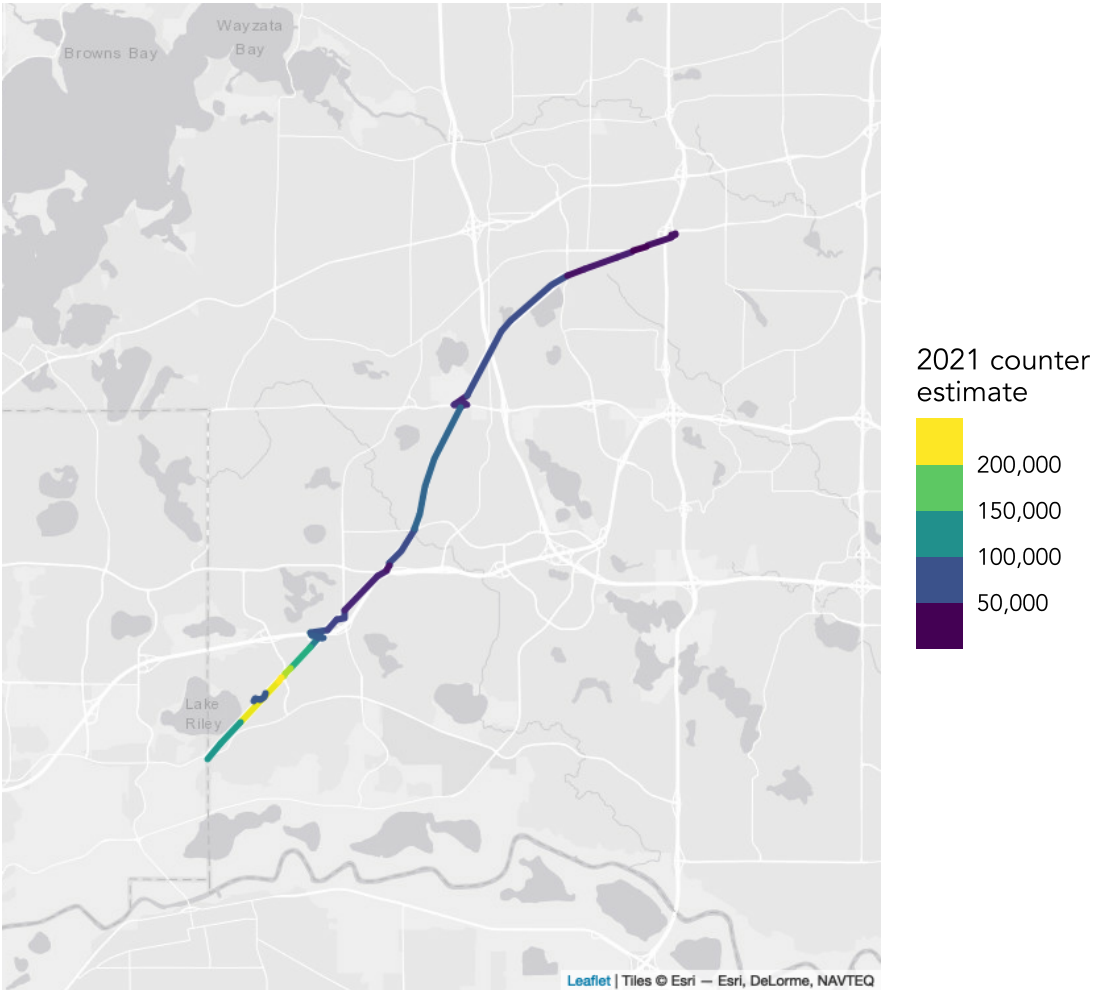 Wayzata
Bay
Browns Bay
2021 counter
estimate
200,000
150,000
100,000
50,000
Lake
Riley
Leaflet | Tiles © Esri — Esri, DeLorme, NAVTEQ